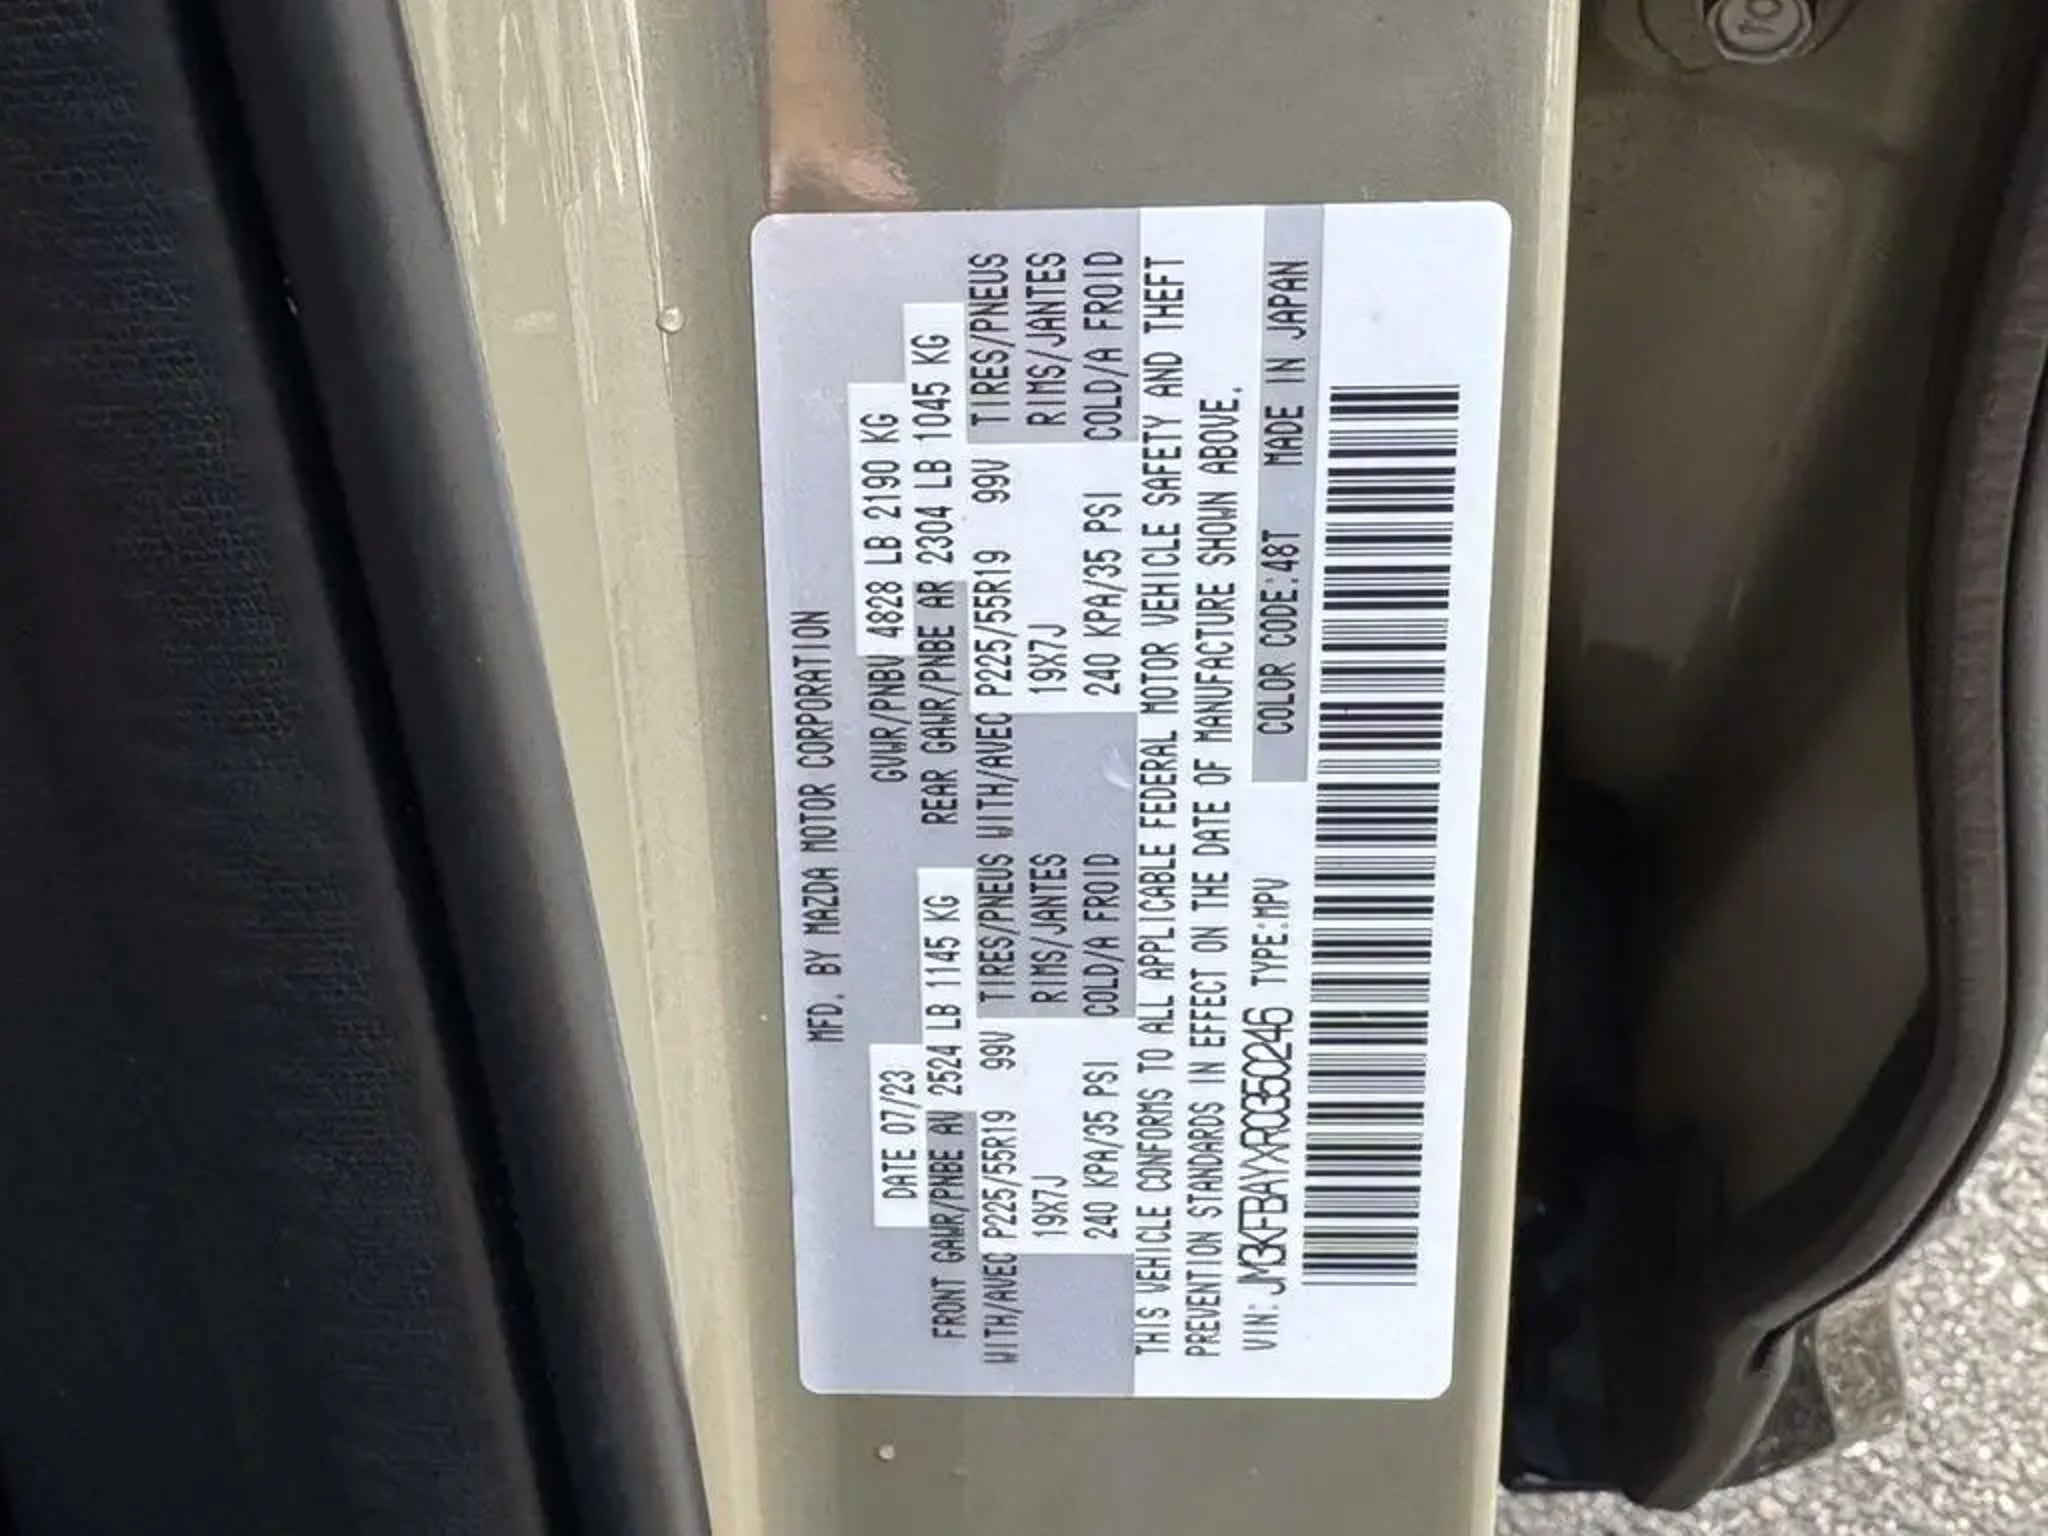 MFD. BY MAZDA MOTOR CORPORATION
DATE 07/23 GVWR/PNBV 4828 LB 2190 KG
FRONT GAWR/PNBE AV 2524 LB 1145 KG REAR GAWR/PNBE AR 2304 LB 1045 KG
WITH/AVEC P225/55R19 99V TIRES/PNEUS WITH/AVEC P225/55R19 99V TIRES/PNEUS
19X7J RIMS/JANTES 19X7J RIMS/JANTES
240 KPA/35 PSI COLD/A FROID 240 KPA/35 PSI COLD/A FROID
THIS VEHICLE CONFORMS TO ALL APPLICABLE FEDERAL MOTOR VEHICLE SAFETY AND THEFT
PREVENTION STANDARDS IN EFFECT ON THE DATE OF MANUFACTURE SHOWN ABOVE.
VIN: JM3KFBAYXR0350246 TYPE:MPV COLOR CODE:48T MADE IN JAPAN
10